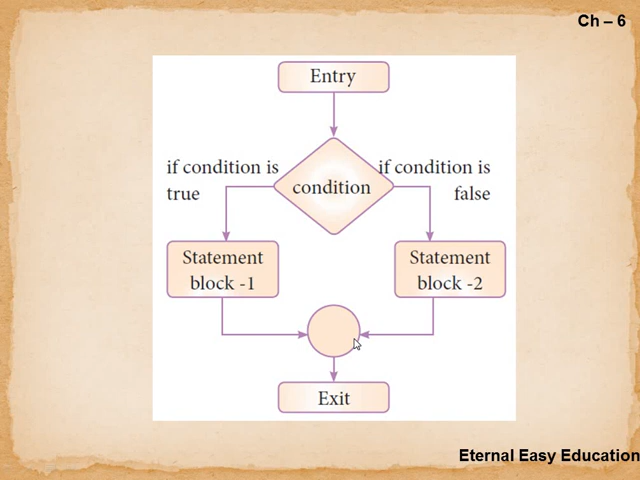 Ch – 6
Entry
if condition is
true
condition
if condition is
false
Statement
block -1
Statement
block -2
Exit
Eternal Easy Education